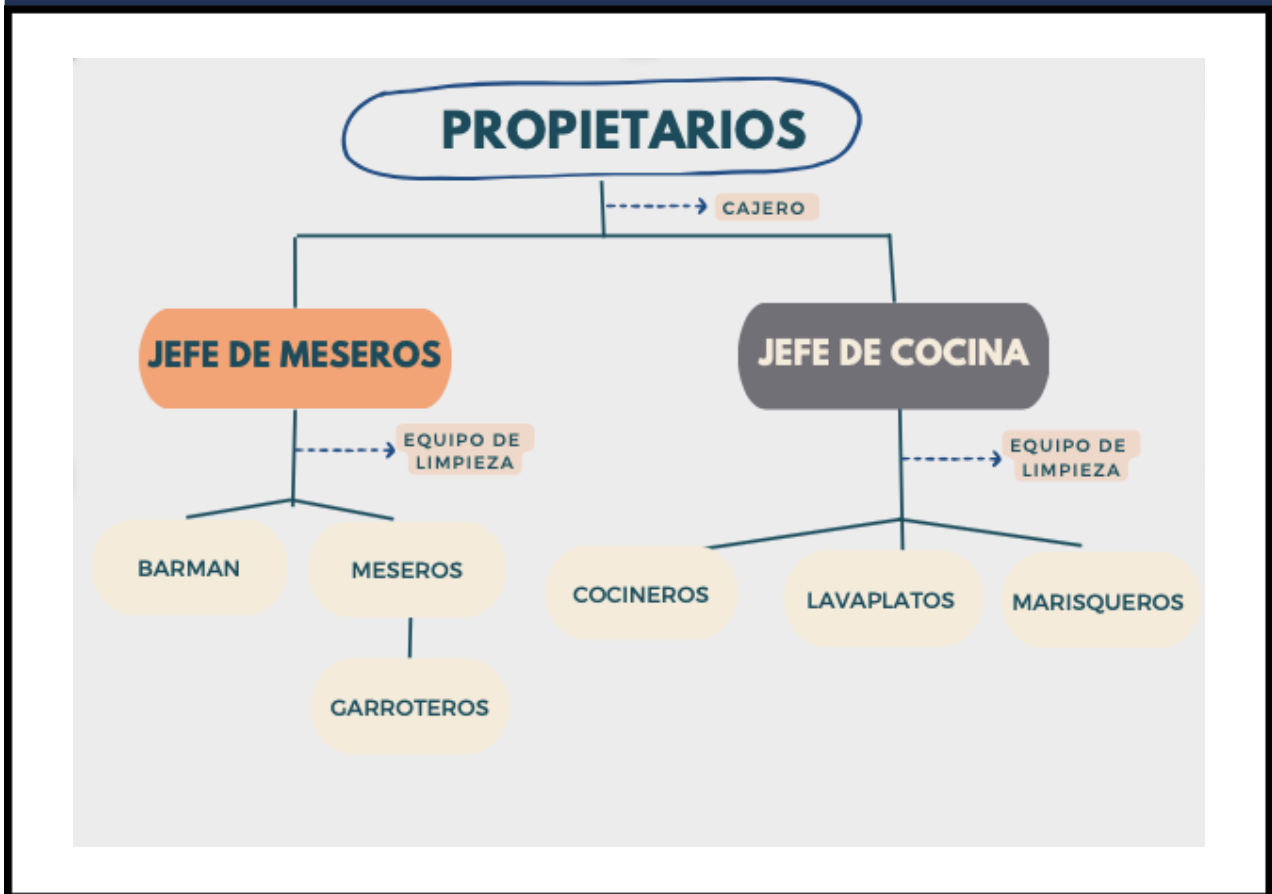 PROPIETARIOS
CAJERO
JEFE DE MESEROS
JEFE DE COCINA
EQUIPO DE
LIMPIEZA
EQUIPO DE
LIMPIEZA
BARMAN
MESEROS
COCINEROS
LAVAPLATOS
MARISQUEROS
GARROTEROS